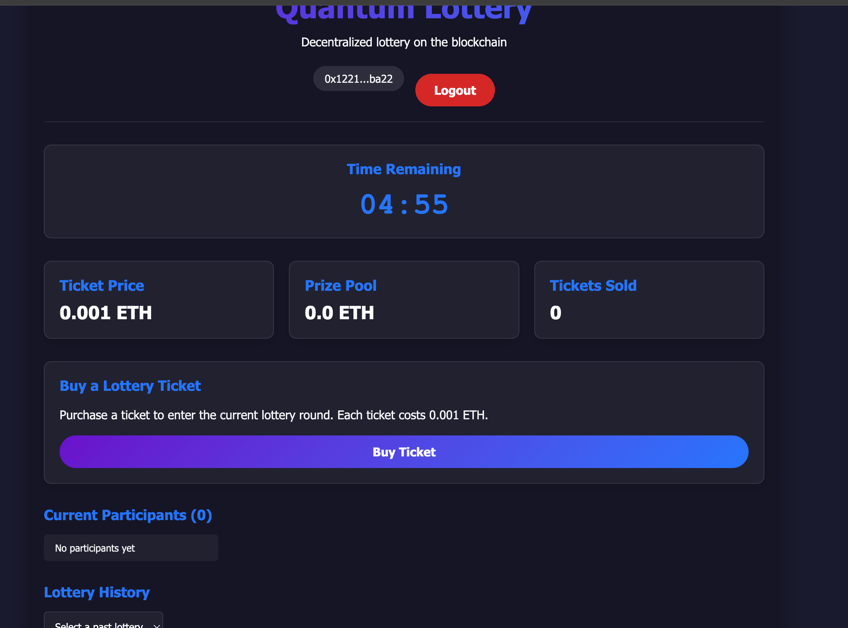 Quantum Lottery
Decentralized lottery on the blockchain
0x1221...ba22
Logout
Time Remaining
04:55
Ticket Price
0.001 ETH
Prize Pool
0.0 ETH
Tickets Sold
0
Buy a Lottery Ticket
Purchase a ticket to enter the current lottery round. Each ticket costs 0.001 ETH.
Buy Ticket
Current Participants (0)
No participants yet
Lottery History
Select a past lottery